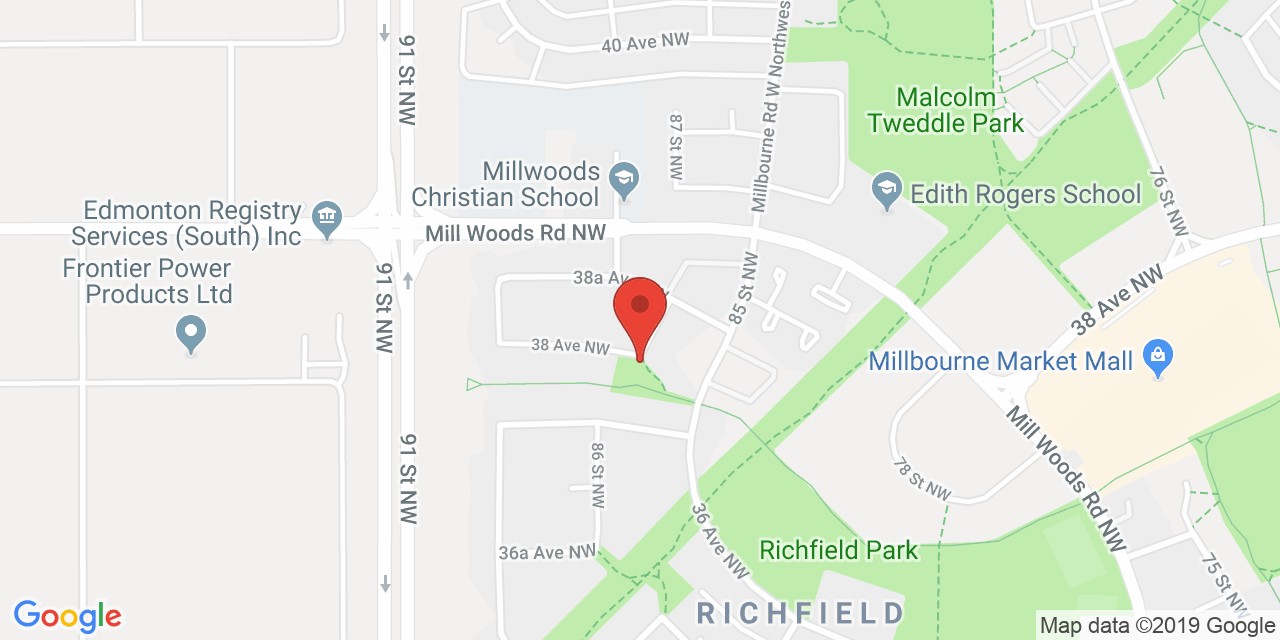 40 Ave NW
91 St NW
Millbourne Rd W Northwes
Malcolm
Tweddle Park
87 St NW
Millwoods
Christian School
Edith Rogers School
76 St NW
Edmonton Registry
Services (South) Inc
Mill Woods Rd NW
Frontier Power
Products Ltd
91 St NW
38a Av
85 St NW
38 Ave NW
38 Ave NW
Millbourne Market Mall
91 St NW
86 St NW
78 St NW
Mill Woods Rd NW
36 Ave NW
36a Ave NW
Richfield Park
75 St NW
RICHFIELD
Google
Map data ©2019 Google